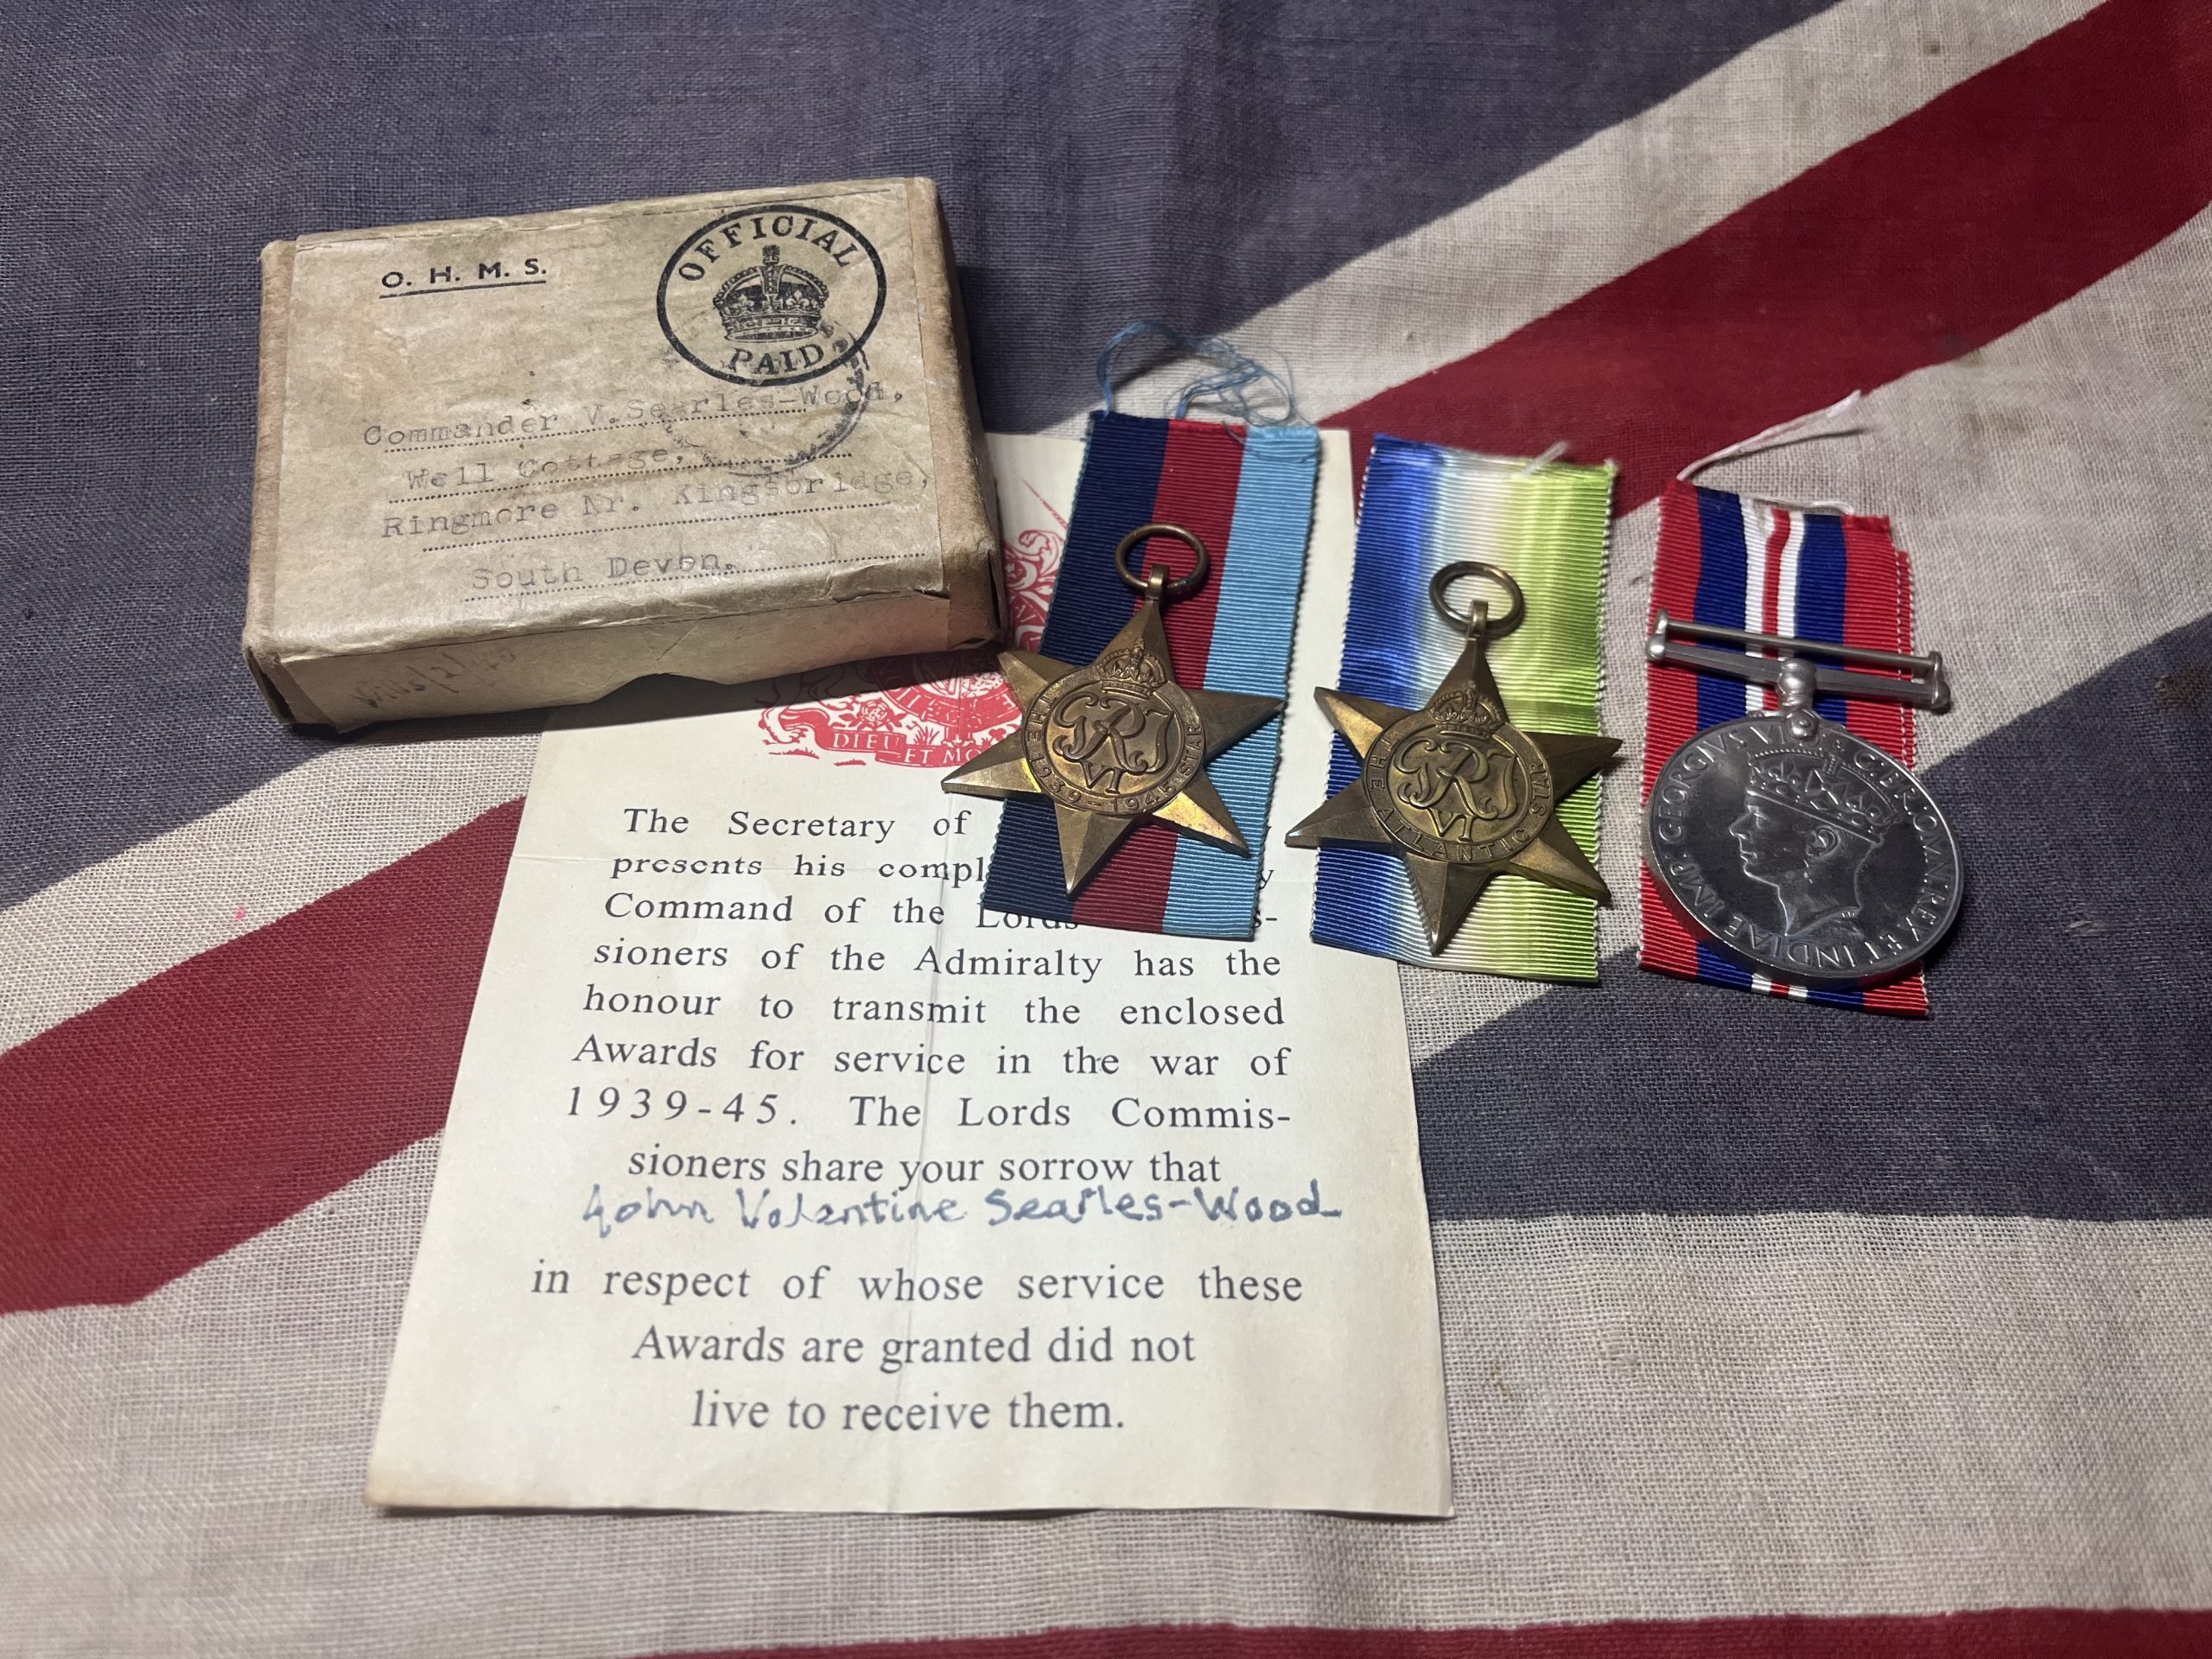 O. H. M. S.
OFFICIAL
PAID
Commander V. Searles-Wood,
Well Cottage,
Ringmore Nr. Kingsbridge,
South Devon.
DIEU ET MO
The Secretary of
presents his compl y
Command of the Lords s-
sioners of the Admiralty has the
honour to transmit the enclosed
Awards for service in the war of
1939-45. The Lords Commis-
sioners share your sorrow that
John Valentine Searles-Wood
in respect of whose service these
Awards are granted did not
live to receive them.
THE 1939-1945 STAR
GRI VI
THE ATLANTIC STAR
GRI VI
GEORGIVS VI D:G:BR:OMN:REX ET INDIAE IMP: